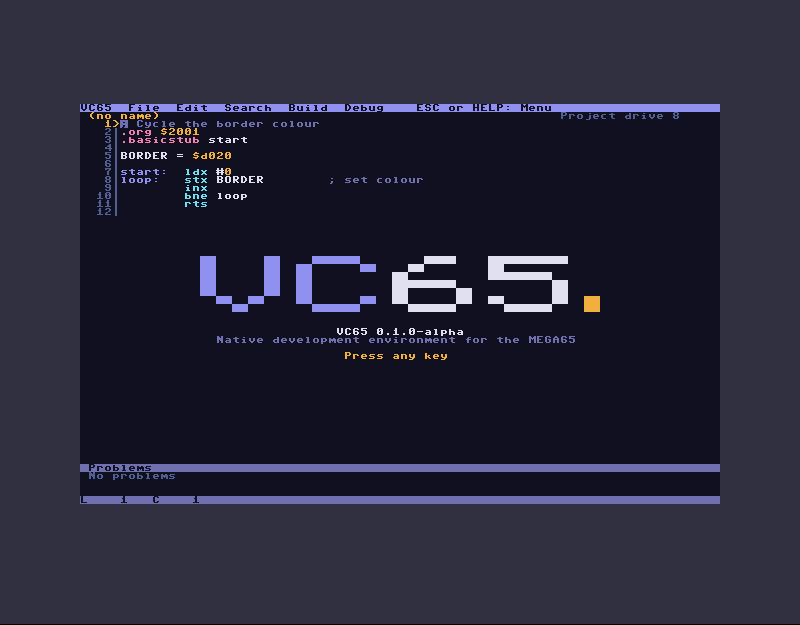 VC65  File  Edit  Search  Build  Debug    ESC or HELP: Menu
(no name)  Project drive 8
1> Cycle the border colour
2 .org $2001
3 .basicstub start
4
5 BORDER = $d020
6
7 start:  ldx #0
8 loop:   stx BORDER        ; set colour
9         inx
10         bne loop
11         rts
12
VC65.
VC65 0.1.0-alpha
Native development environment for the MEGA65
Press any key
Problems
No problems
L    1   C    1